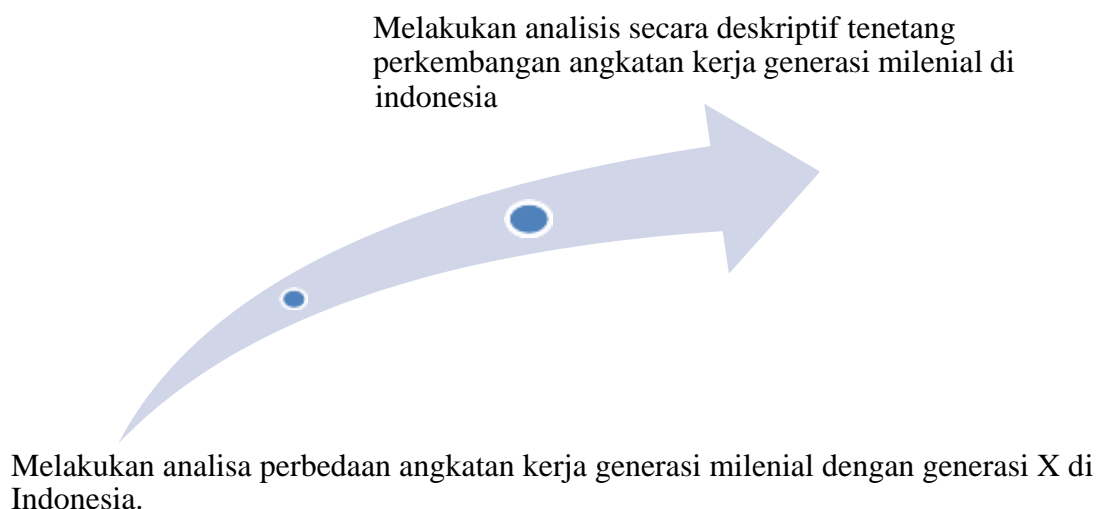 Melakukan analisis secara deskriptif tenetang
perkembangan angkatan kerja generasi milenial di
indonesia
Melakukan analisa perbedaan angkatan kerja generasi milenial dengan generasi X di
Indonesia.